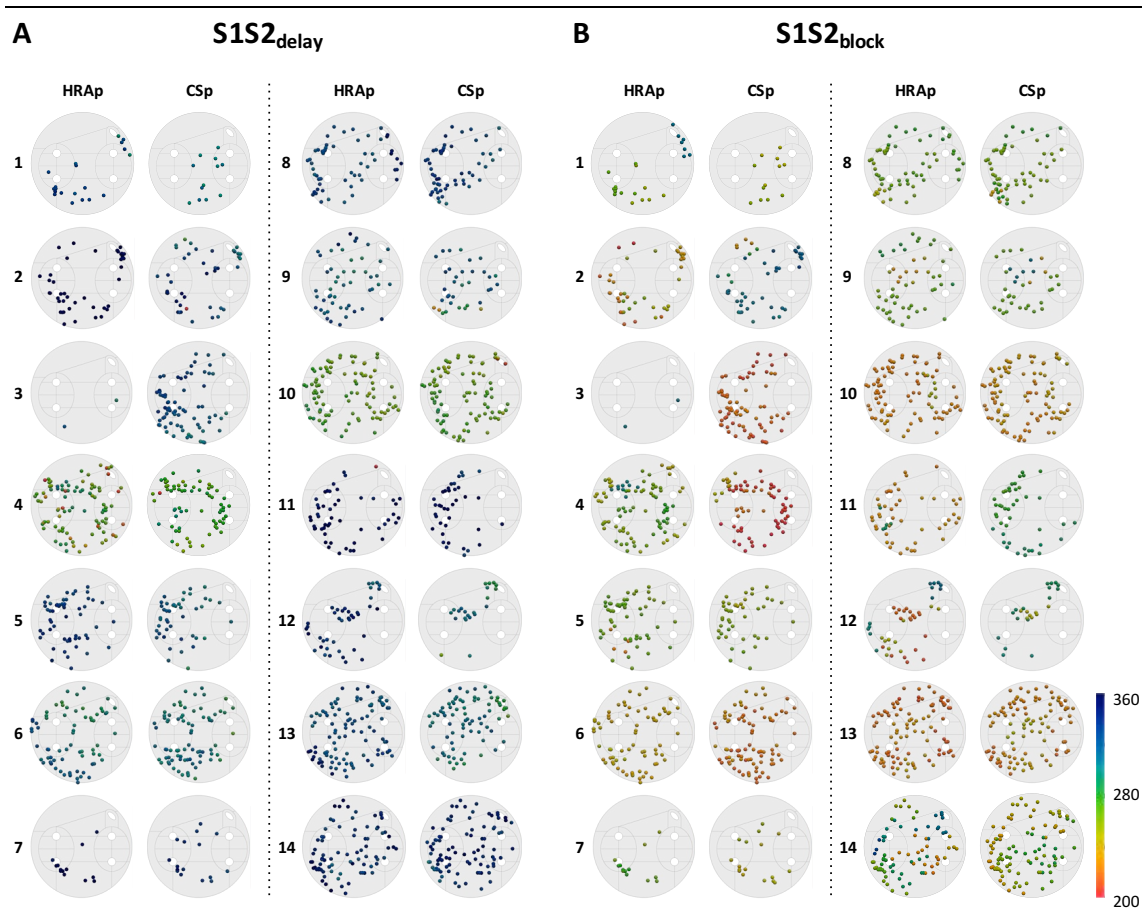 A S1S2delay B S1S2block
HRAp CSp HRAp CSp HRAp CSp HRAp CSp
1 8 1 8
2 9 2 9
3 10 3 10
4 11 4 11
5 12 5 12
6 13 6 13
7 14 7 14
360
280
200